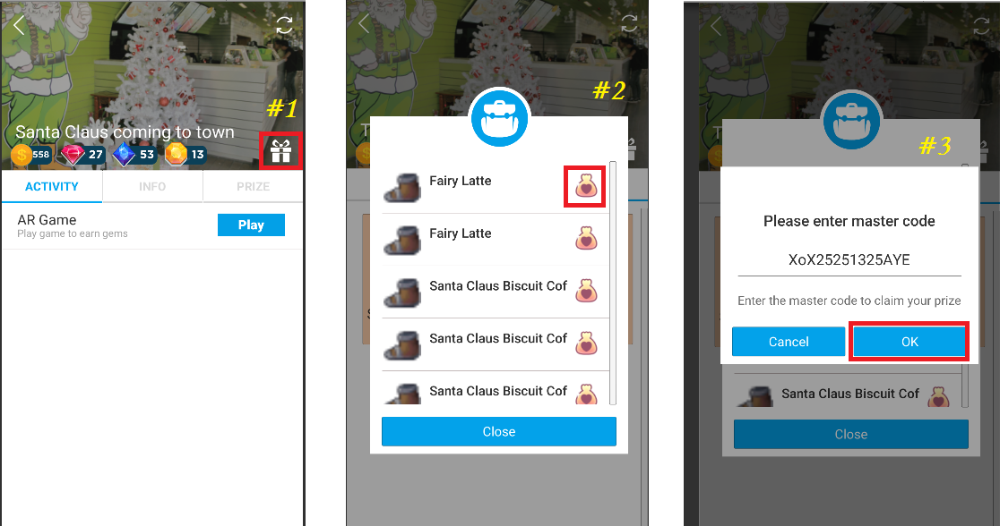 #1
Santa Claus coming to town
558
27
53
13
ACTIVITY
INFO
PRIZE
AR Game
Play game to earn gems
Play
#2
Fairy Latte
Fairy Latte
Santa Claus Biscuit Cof
Santa Claus Biscuit Cof
Santa Claus Biscuit Cof
Close
#3
Please enter master code
XoX25251325AYE
Enter the master code to claim your prize
Cancel
OK
Santa Claus Biscuit Cof
Close